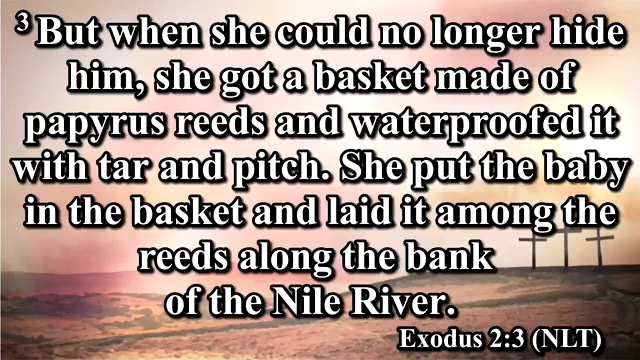 3 But when she could no longer hide
him, she got a basket made of
papyrus reeds and waterproofed it
with tar and pitch. She put the baby
in the basket and laid it among the
reeds along the bank
of the Nile River.
Exodus 2:3 (NLT)